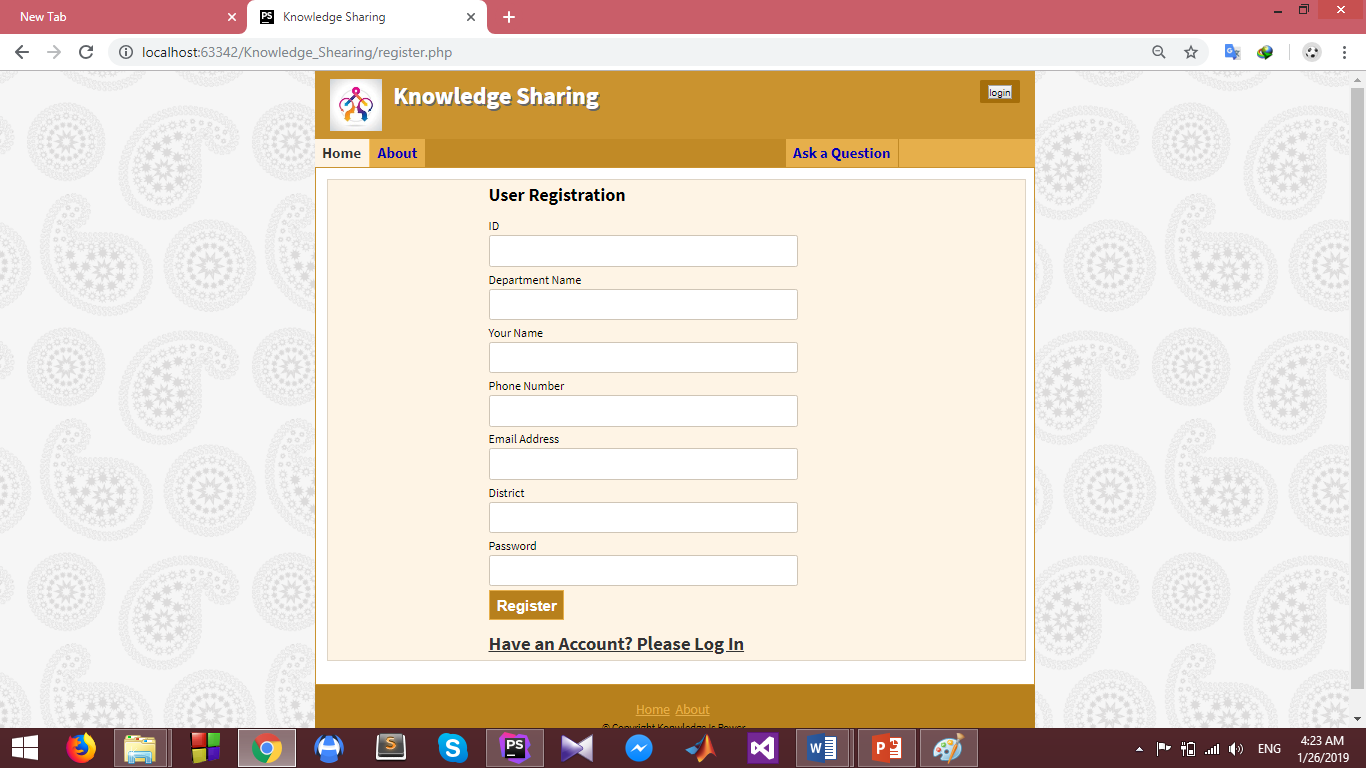 New Tab
Knowledge Sharing
localhost:63342/Knowledge_Shearing/register.php
Knowledge Sharing
login
Home About Ask a Question
User Registration
ID
Department Name
Your Name
Phone Number
Email Address
District
Password
Register
Have an Account? Please Log In
Home About
© Copyright Knowledge Is Power
PS
S
PS
W
P
ENG
4:23 AM
1/26/2019